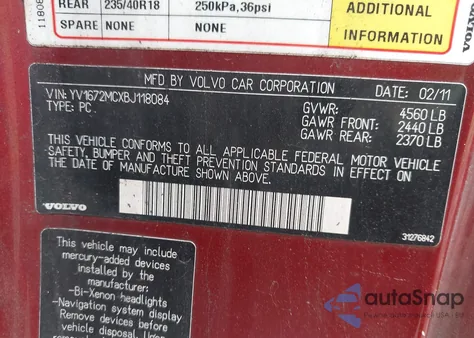 11808
REAR 235/40R18 250kPa,36psi
SPARE NONE NONE
ADDITIONAL
INFORMATION
VOLVO
MFD BY VOLVO CAR CORPORATION DATE: 02/11
VIN: YV1672MCXBJ118084
TYPE: PC.
GVWR: 4560 LB
GAWR FRONT: 2440 LB
GAWR REAR: 2370 LB
THIS VEHICLE CONFORMS TO ALL APPLICABLE FEDERAL MOTOR VEHICLE
SAFETY, BUMPER AND THEFT PREVENTION STANDARDS IN EFFECT ON
THE DATE OF MANUFACTURE SHOWN ABOVE.
VOLVO
31276842
This vehicle may include
mercury-added devices
installed by the
manufacturer:
-Bi-Xenon headlights
-Navigation system display
Remove devices before
vehicle disposal.
autoSnap